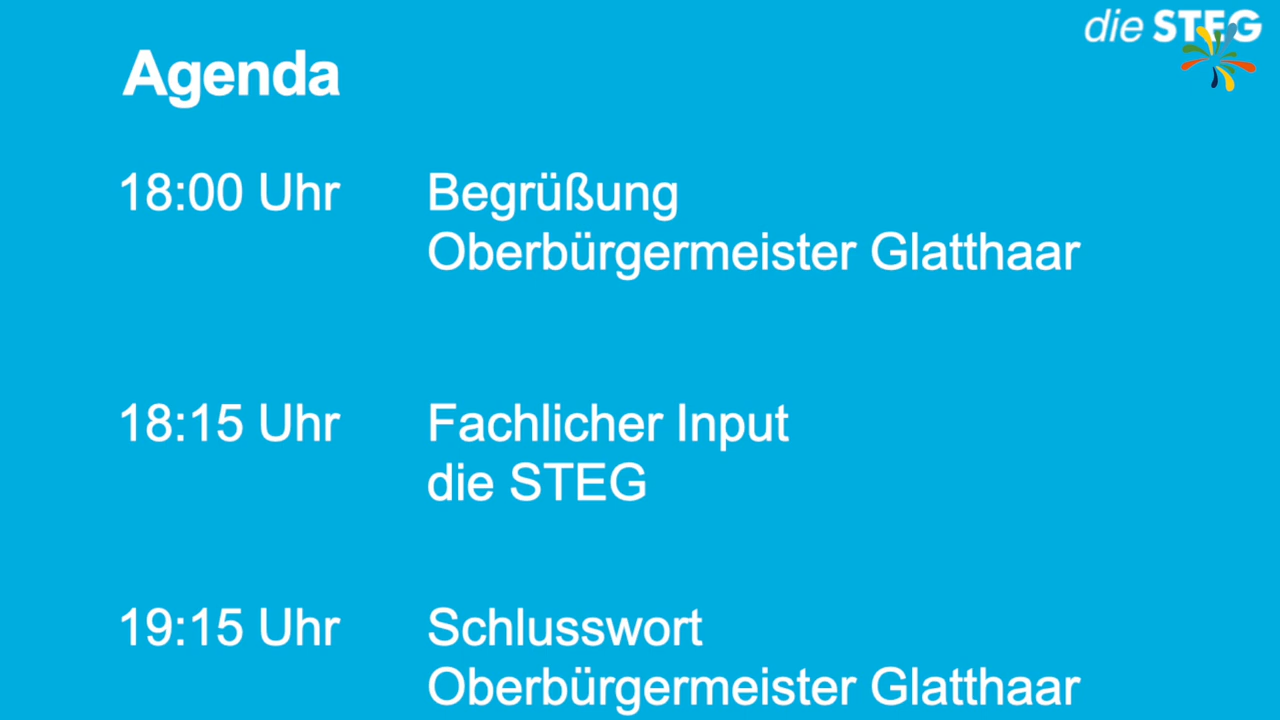 die STEG
Agenda
18:00 Uhr Begrüßung
Oberbürgermeister Glatthaar
18:15 Uhr Fachlicher Input
die STEG
19:15 Uhr Schlusswort
Oberbürgermeister Glatthaar